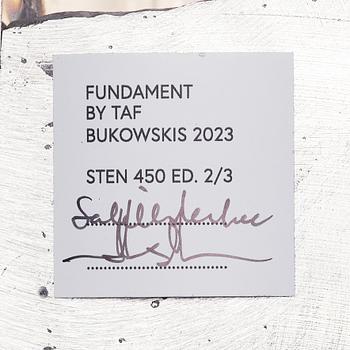 FUNDAMENT
BY TAF
BUKOWSKIS 2023
STEN 450 ED. 2/3